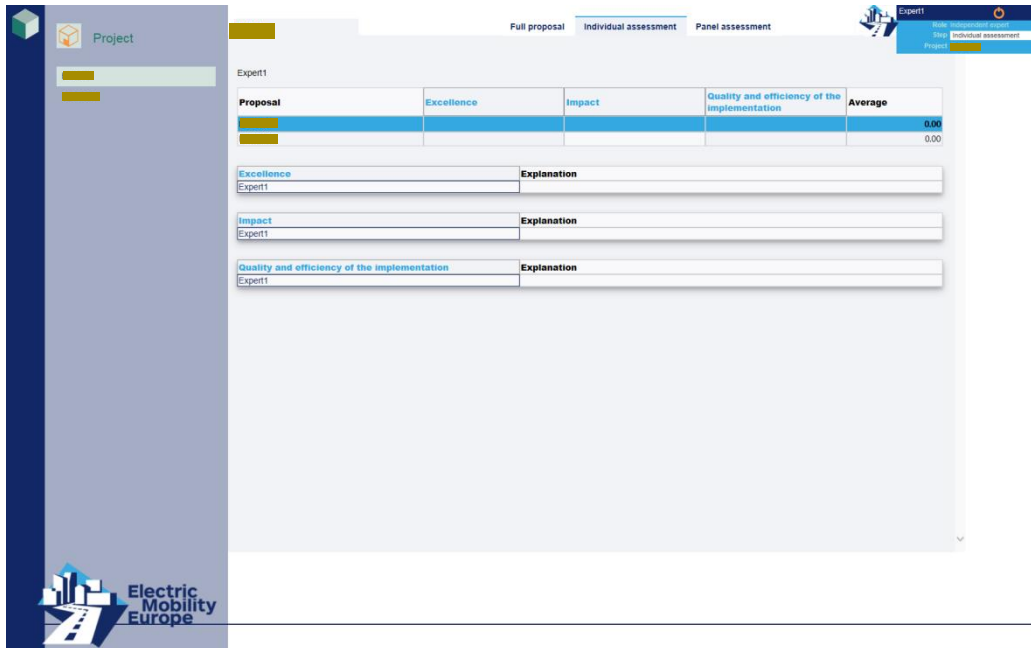 Project
Full proposal
Individual assessment
Panel assessment
Expert1
Role Independent expert
Step Individual assessment
Project
Expert1
Proposal Excellence Impact Quality and efficiency of the implementation Average
0.00
0.00
Excellence Explanation
Expert1
Impact Explanation
Expert1
Quality and efficiency of the implementation Explanation
Expert1
Electric
Mobility
Europe